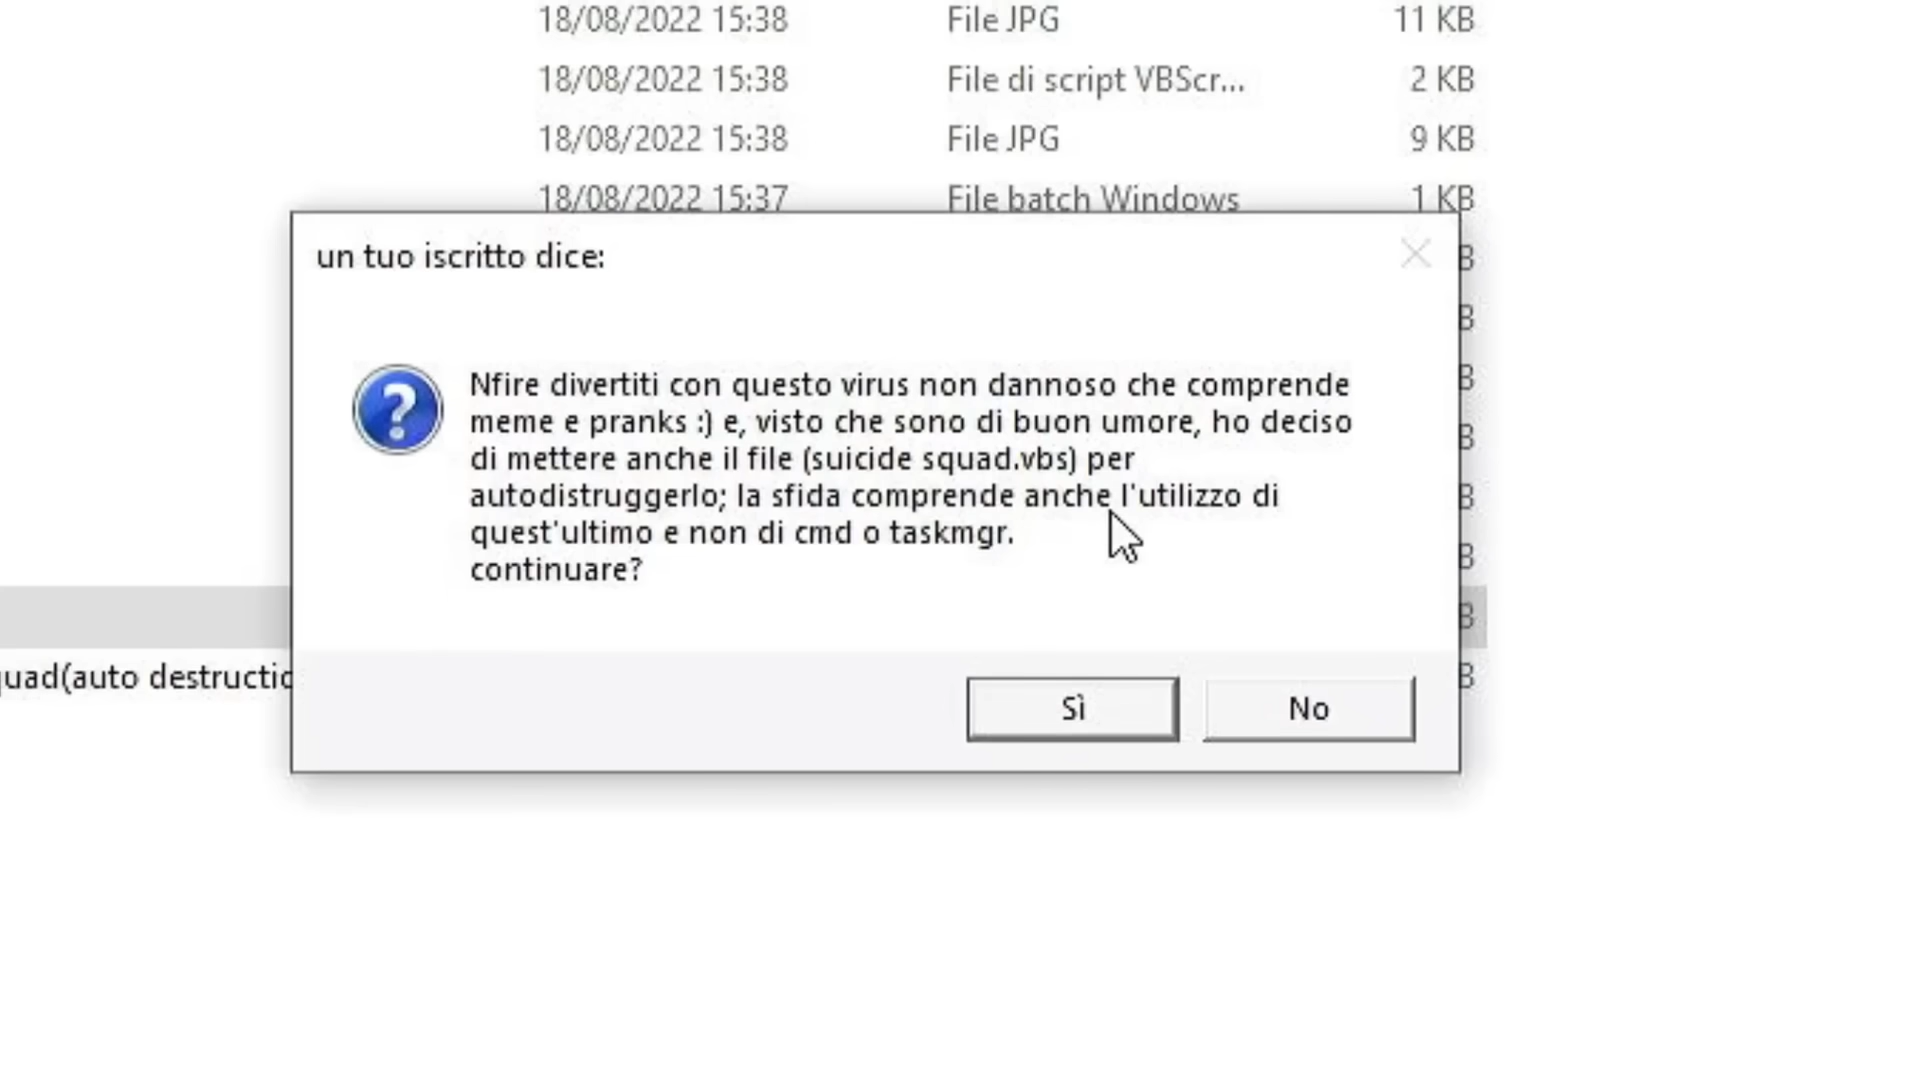 18/08/2022 15:38 File JPG 11 KB
18/08/2022 15:38 File di script VBScr... 2 KB
18/08/2022 15:38 File JPG 9 KB
18/08/2022 15:37 File batch Windows 1 KB
un tuo iscritto dice:
Nfire divertiti con questo virus non dannoso che comprende
meme e pranks :) e, visto che sono di buon umore, ho deciso
di mettere anche il file (suicide squad.vbs) per
autodistruggerlo; la sfida comprende anche l'utilizzo di
quest'ultimo e non di cmd o taskmgr.
continuare?
(auto destructio
Sì No